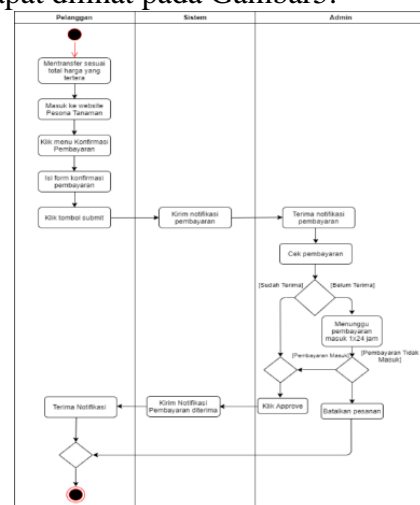 dapat dilihat pada Gambar5.
Pelanggan
Sistem
Admin
Mentransfer sesuai
total harga yang
tertera
Masuk ke website
Pesona Tanaman
Klik menu Konfirmasi
Pembayaran
Isi form konfirmasi
pembayaran
Klik tombol submit
Kirim notifikasi
pembayaran
Terima notifikasi
pembayaran
Cek pembayaran
[Sudah Terima]
[Belum Terima]
Menunggu
pembayaran
masuk 1x24 jam
[Pembayaran Masuk]
[Pembayaran Tidak
Masuk]
Terima Notifikasi
Kirim Notifikasi
Pembayaran diterima
Klik Approve
Batalkan pesanan